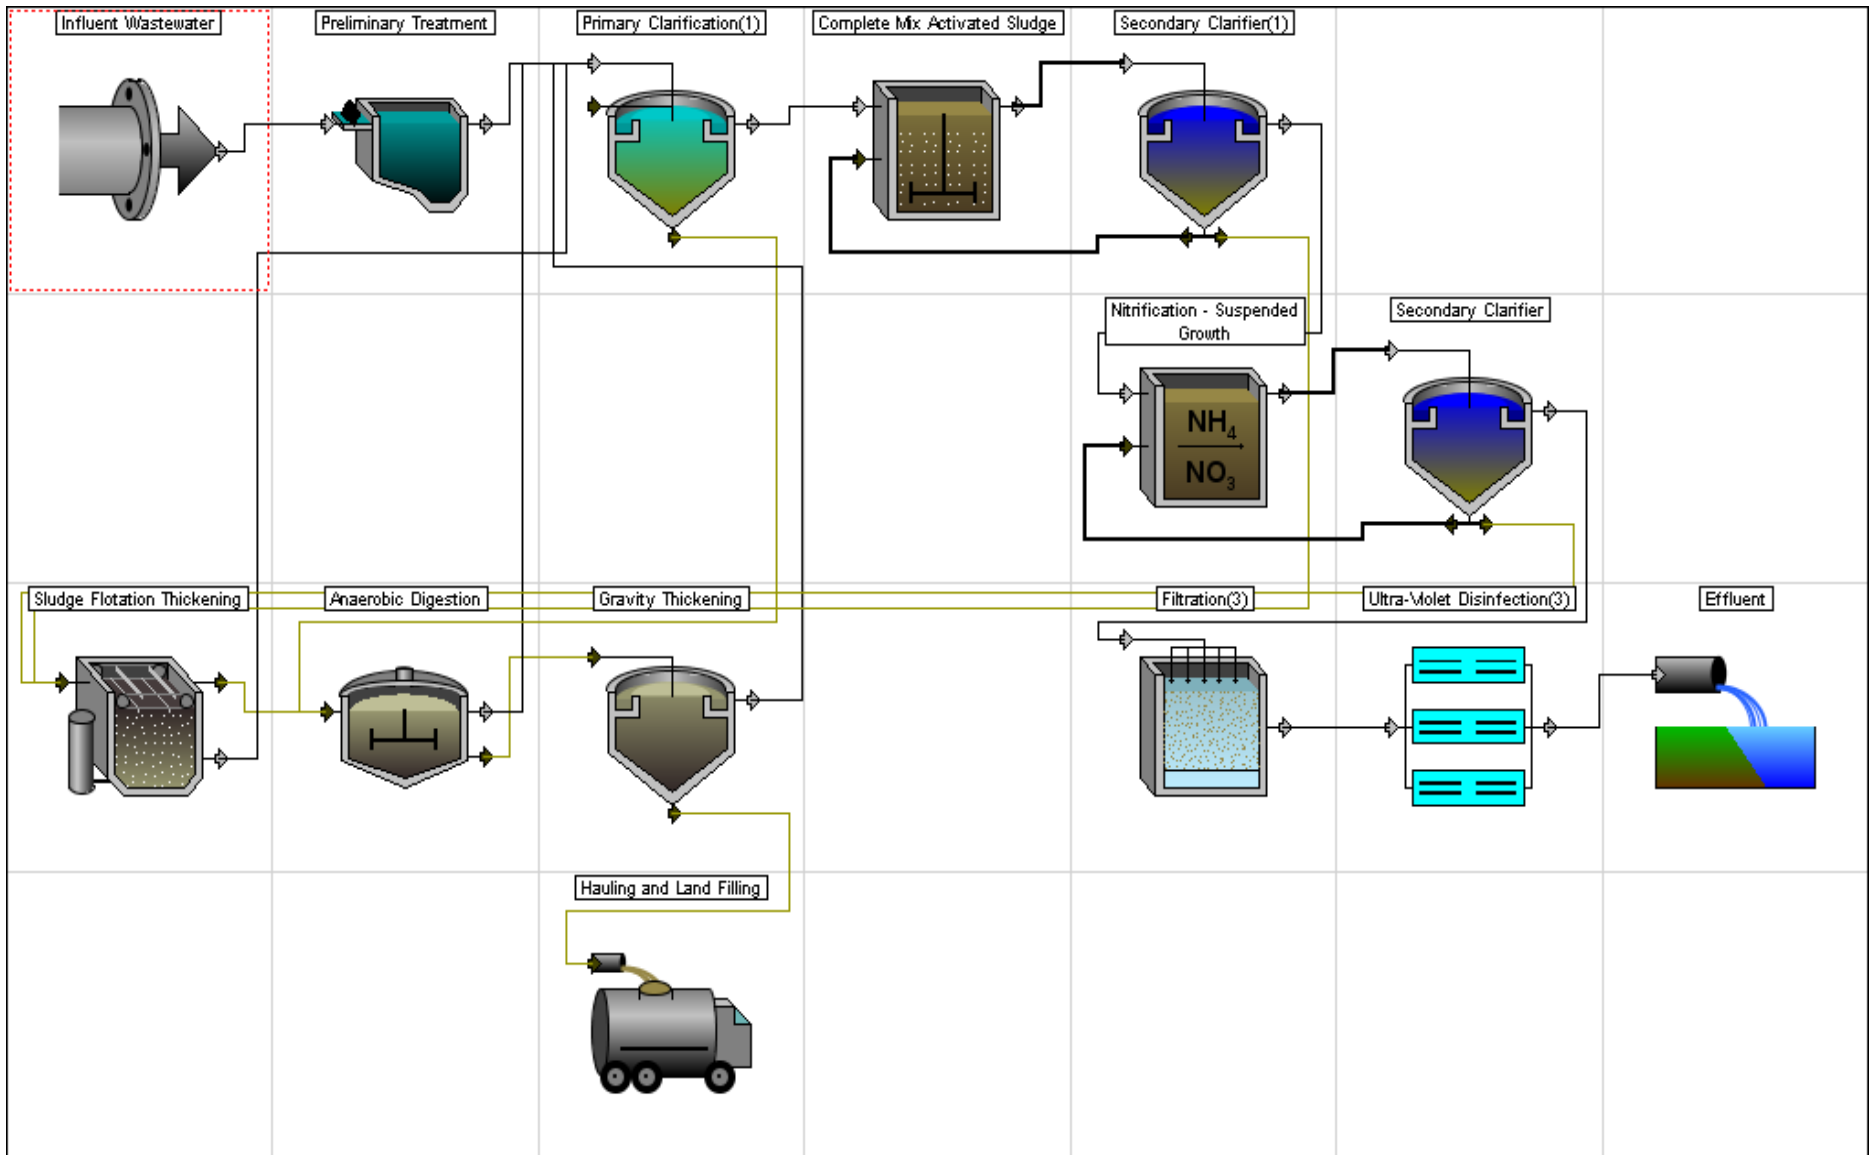 Influent Wastewater
Preliminary Treatment
Primary Clarification(1)
Complete Mix Activated Sludge
Secondary Clarifier(1)
Nitrification - Suspended
Growth
Secondary Clarifier
NH4
NO3
Sludge Flotation Thickening
Anaerobic Digestion
Gravity Thickening
Filtration(3)
Ultra-Violet Disinfection(3)
Effluent
Hauling and Land Filling